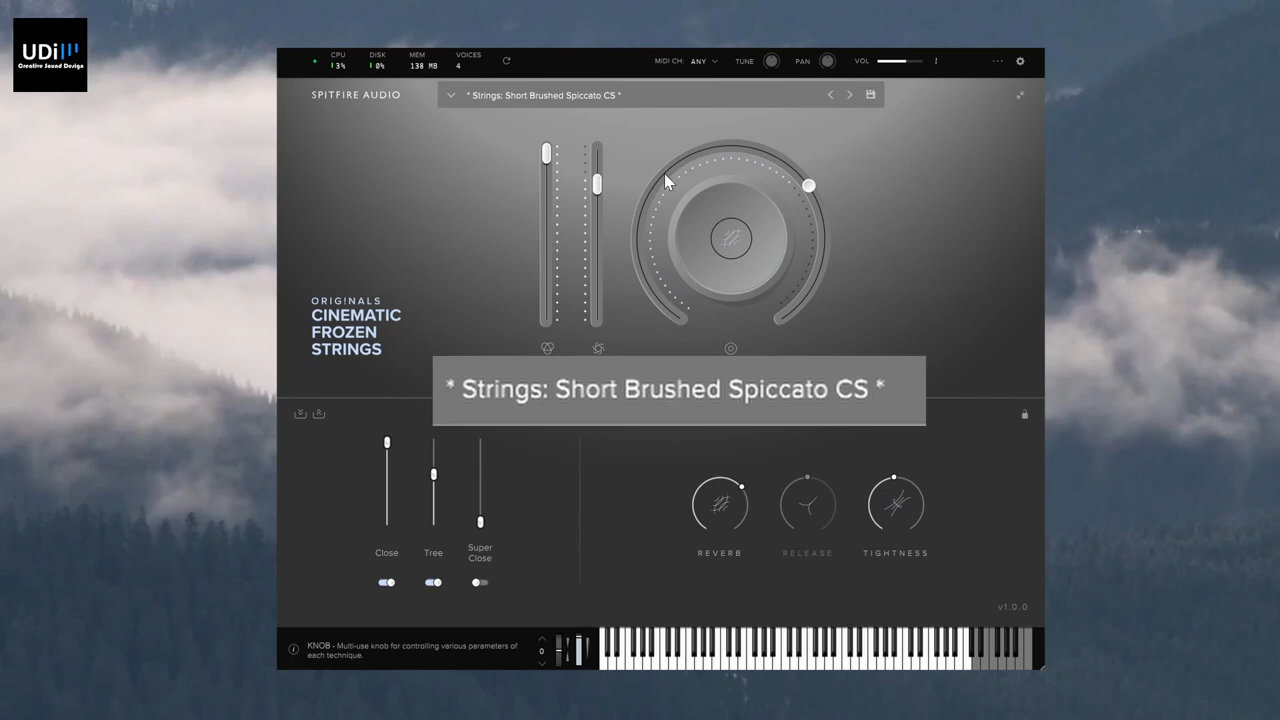 UDi
Creative Sound Design
CPU
3%
DISK
0%
MEM
138 MB
VOICES
4
MIDI CH: ANY
TUNE
PAN
VOL
SPITFIRE AUDIO
* Strings: Short Brushed Spiccato CS *
ORIG!NALS
CINEMATIC
FROZEN
STRINGS
* Strings: Short Brushed Spiccato CS *
Close
Tree
Super
Close
REVERB
RELEASE
TIGHTNESS
v1.0.0
KNOB - Multi-use knob for controlling various parameters of
each technique.
0